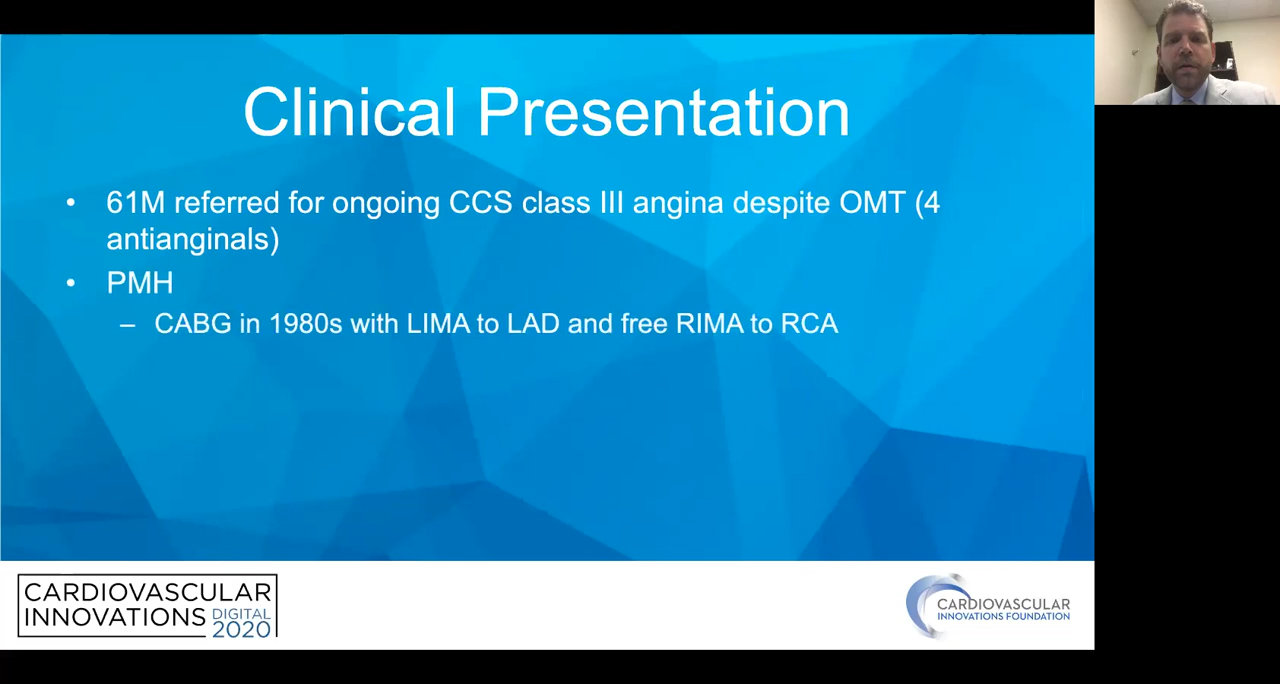 Clinical Presentation
• 61M referred for ongoing CCS class III angina despite OMT (4
antianginals)
• PMH
– CABG in 1980s with LIMA to LAD and free RIMA to RCA
CARDIOVASCULAR
INNOVATIONS DIGITAL
2020
CARDIOVASCULAR
INNOVATIONS FOUNDATION